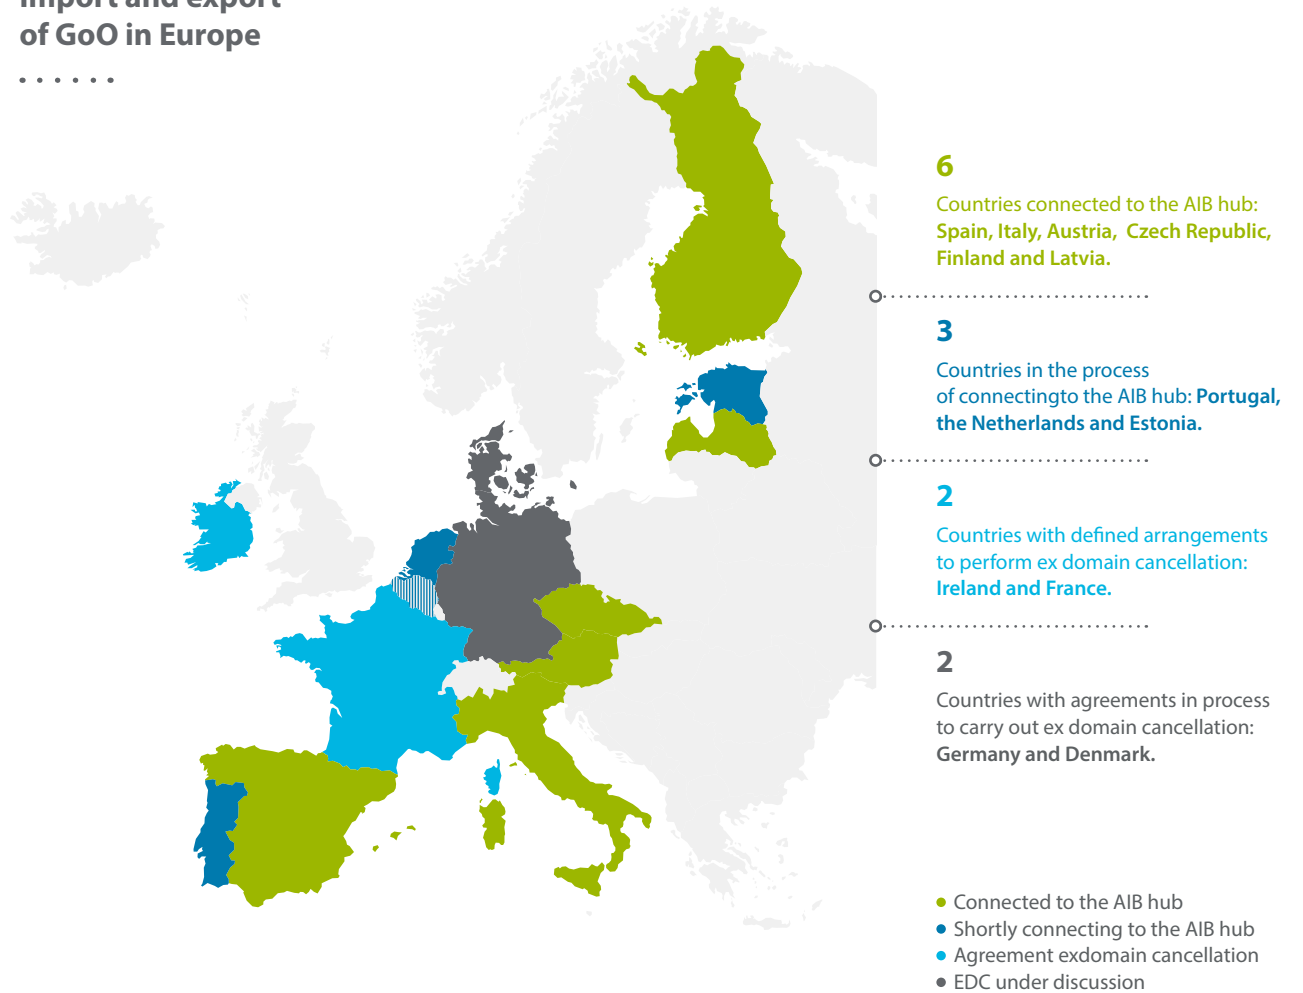 import and export
of GoO in Europe
6
Countries connected to the AIB hub:
Spain, Italy, Austria, Czech Republic,
Finland and Latvia.
3
Countries in the process
of connectingto the AIB hub: Portugal,
the Netherlands and Estonia.
2
Countries with defined arrangements
to perform ex domain cancellation:
Ireland and France.
2
Countries with agreements in process
to carry out ex domain cancellation:
Germany and Denmark.
Connected to the AIB hub
Shortly connecting to the AIB hub
Agreement exdomain cancellation
EDC under discussion